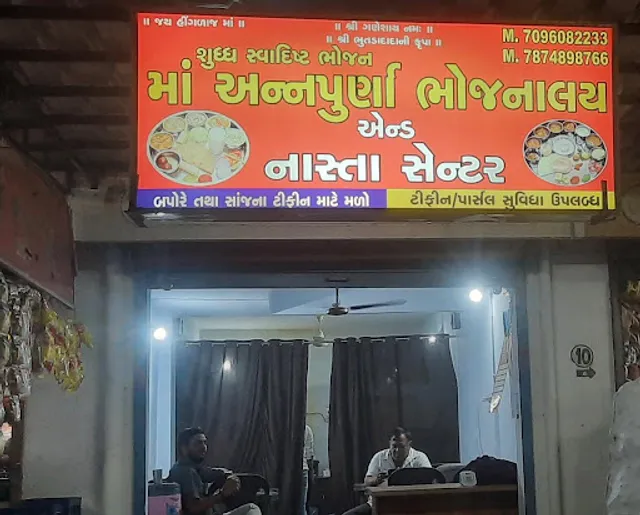 ॥ જય હીંગળાજ માં ॥
॥ શ્રી ગણેશાય નમઃ ॥
॥ શ્રી ભુતડાદાદાની કૃપા ॥
M. 7096082233
M. 7874898766
શુધ્ધ સ્વાદિષ્ટ ભોજન
માં અન્નપુર્ણા ભોજનાલય
એન્ડ
નાસ્તા સેન્ટર
બપોરે તથા સાંજના ટીફીન માટે મળો
ટીફીન/પાર્સલ સુવિધા ઉપલબ્ધ
10